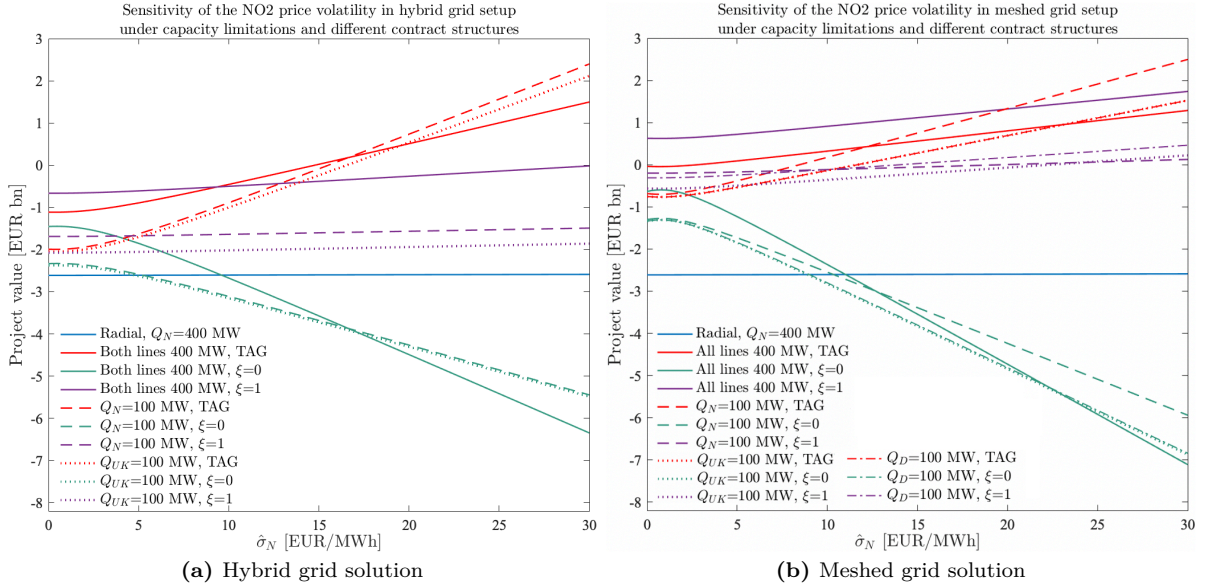 Sensitivity of the NO2 price volatility in hybrid grid setup
under capacity limitations and different contract structures
Project value [EUR bn]
3
2
1
0
-1
-2
-3
-4
-5
-6
-7
-8
Radial, Q_N=400 MW
Both lines 400 MW, TAG
Both lines 400 MW, ξ=0
Both lines 400 MW, ξ=1
Q_N=100 MW, TAG
Q_N=100 MW, ξ=0
Q_N=100 MW, ξ=1
Q_UK=100 MW, TAG
Q_UK=100 MW, ξ=0
Q_UK=100 MW, ξ=1
0 5 10 15 20 25 30
σ̂_N [EUR/MWh]
(a) Hybrid grid solution
Sensitivity of the NO2 price volatility in meshed grid setup
under capacity limitations and different contract structures
Project value [EUR bn]
3
2
1
0
-1
-2
-3
-4
-5
-6
-7
-8
Radial, Q_N=400 MW
All lines 400 MW, TAG
All lines 400 MW, ξ=0
All lines 400 MW, ξ=1
Q_N=100 MW, TAG
Q_N=100 MW, ξ=0
Q_N=100 MW, ξ=1
Q_UK=100 MW, TAG
Q_UK=100 MW, ξ=0
Q_UK=100 MW, ξ=1
Q_D=100 MW, TAG
Q_D=100 MW, ξ=0
Q_D=100 MW, ξ=1
0 5 10 15 20 25 30
σ̂_N [EUR/MWh]
(b) Meshed grid solution